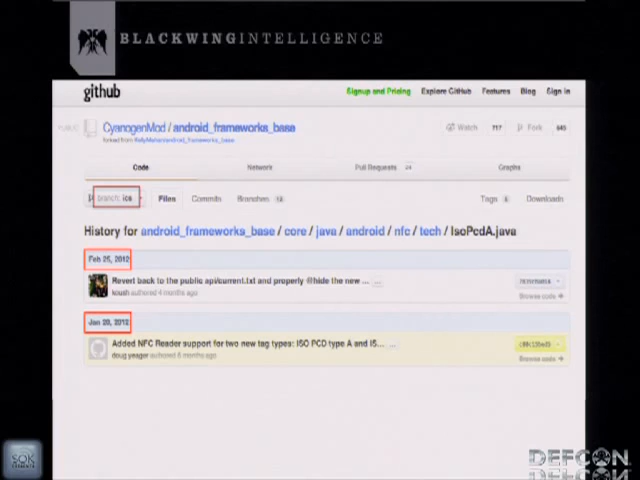 BLACKWINGINTELLIGENCE
github
Signup and Pricing Explore GitHub Features Blog Sign in
PUBLIC CyanogenMod / android_frameworks_base
Watch 717 Fork
Code Network Pull Requests Graphs
branch: ics Files Commits Branches 12 Tags Downloads
History for android_frameworks_base / core / java / android / nfc / tech / IsoPcdA.java
Feb 25, 2012
Revert back to the public api/current.txt and properly @hide the new ... ...
koush authored 4 months ago Browse code
Jan 20, 2012
Added NFC Reader support for two new tag types: ISO PCD type A and IS... ...
doug yeager authored 6 months ago Browse code
SOK
DEFCON